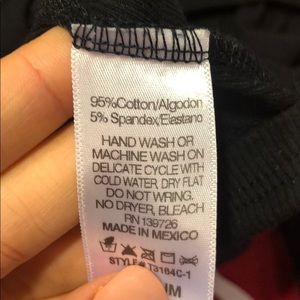 95%Cotton/Algodon
5% Spandex/Elastano
HAND WASH OR
MACHINE WASH ON
DELICATE CYCLE WITH
COLD WATER, DRY FLAT
DO NOT WRING.
NO DRYER, BLEACH
RN 139726
MADE IN MEXICO
STYLE# T3164C-1